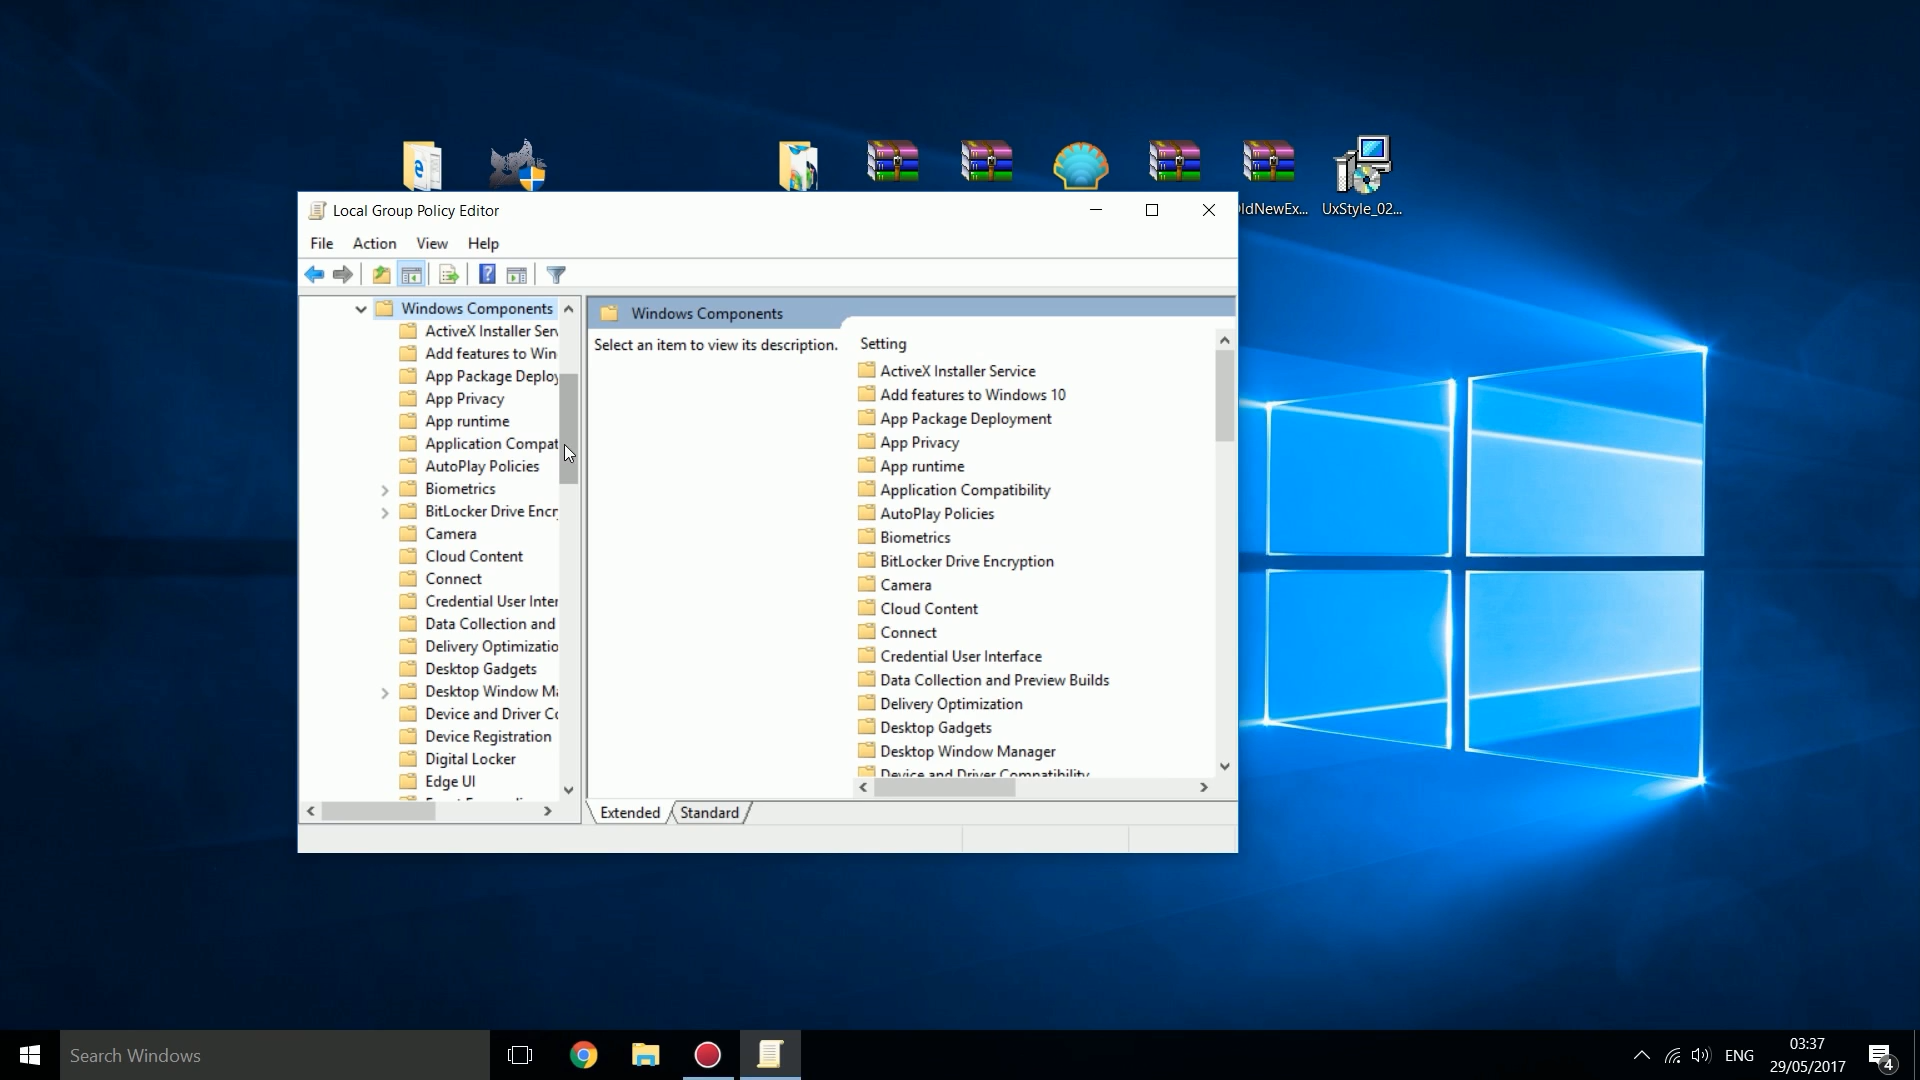 ldNewEx...
UxStyle_02...
Local Group Policy Editor
File Action View Help
Windows Components
ActiveX Installer Serv
Add features to Win
App Package Deploy
App Privacy
App runtime
Application Compat
AutoPlay Policies
Biometrics
BitLocker Drive Encr
Camera
Cloud Content
Connect
Credential User Inter
Data Collection and
Delivery Optimizatio
Desktop Gadgets
Desktop Window Ma
Device and Driver Co
Device Registration
Digital Locker
Edge UI
Windows Components
Select an item to view its description.
Setting
ActiveX Installer Service
Add features to Windows 10
App Package Deployment
App Privacy
App runtime
Application Compatibility
AutoPlay Policies
Biometrics
BitLocker Drive Encryption
Camera
Cloud Content
Connect
Credential User Interface
Data Collection and Preview Builds
Delivery Optimization
Desktop Gadgets
Desktop Window Manager
Device and Driver Compatibility
Extended Standard
Search Windows
ENG
03:37
29/05/2017
4